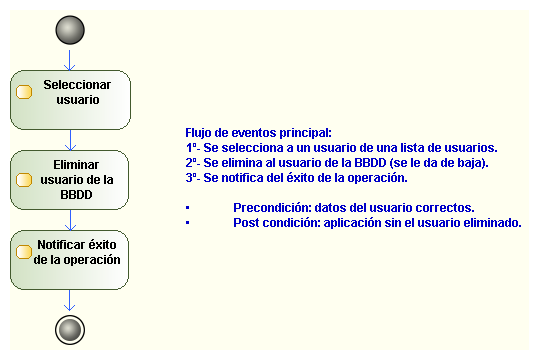 Seleccionar
usuario
Eliminar
usuario de la
BBDD
Notificar éxito
de la operación
Flujo de eventos principal:
1º- Se selecciona a un usuario de una lista de usuarios.
2º- Se elimina al usuario de la BBDD (se le da de baja).
3º- Se notifica del éxito de la operación.
• Precondición: datos del usuario correctos.
• Post condición: aplicación sin el usuario eliminado.